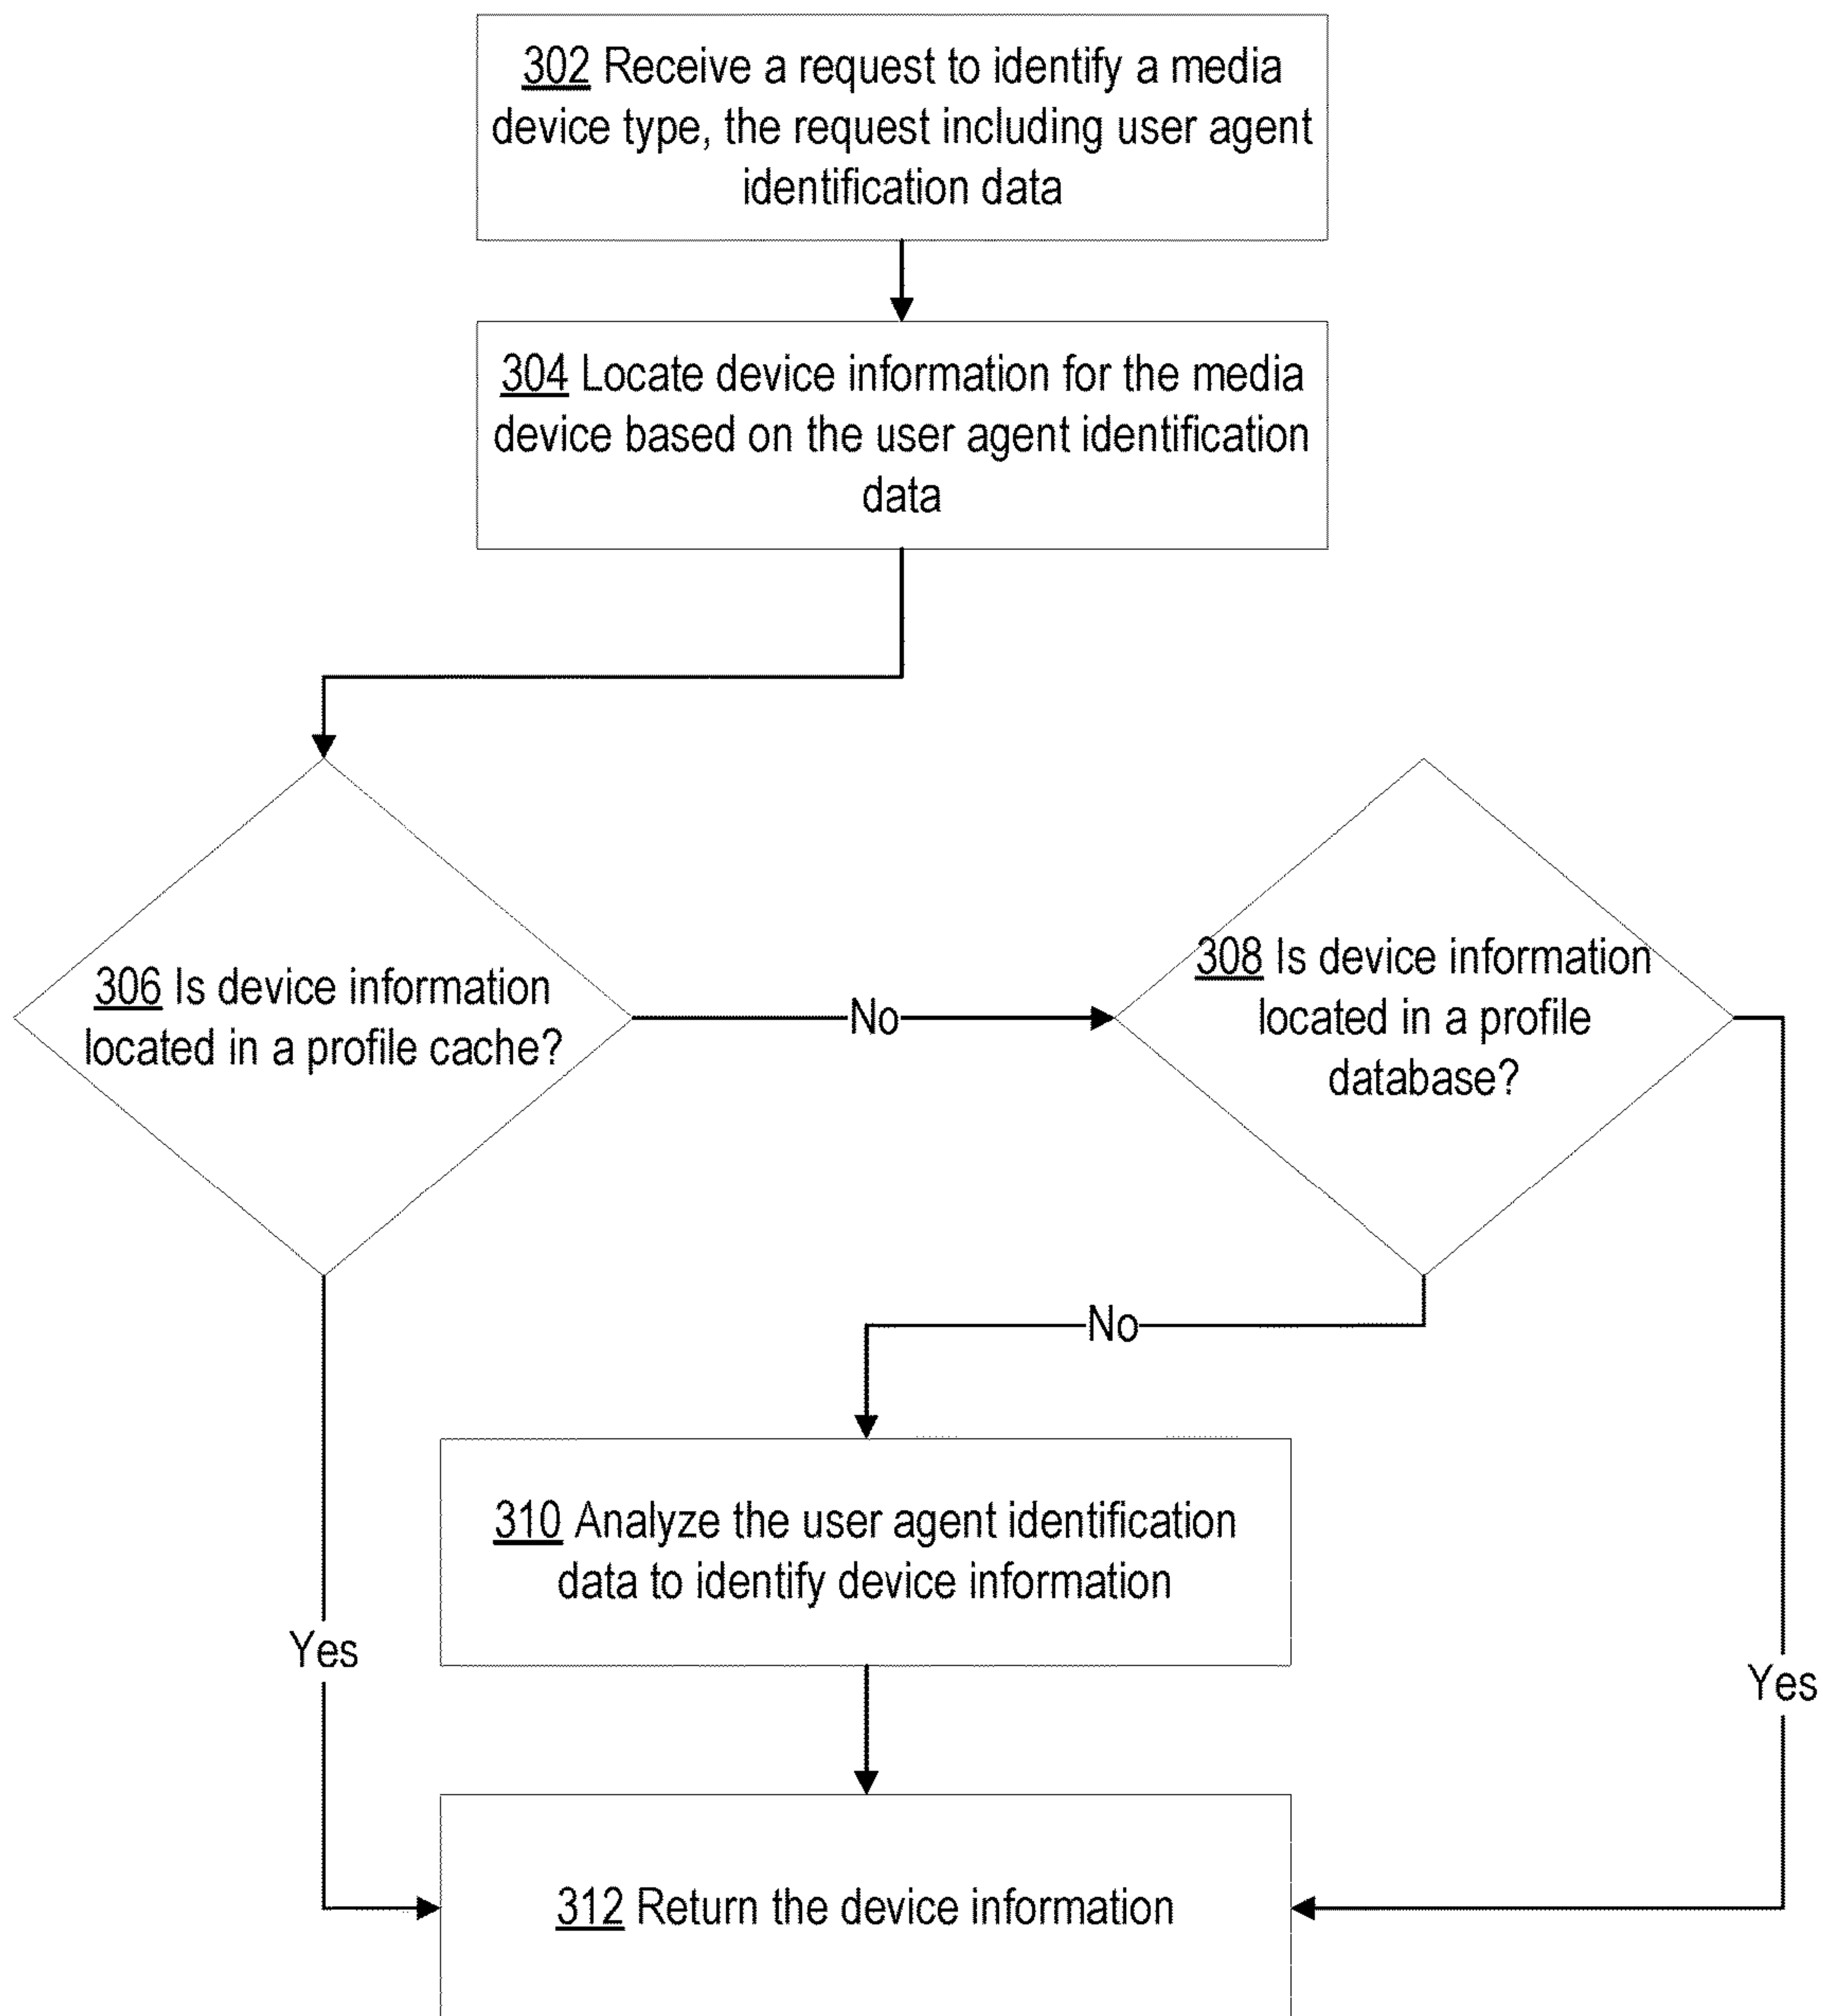 302 Receive a request to identify a media
device type, the request including user agent
identification data
304 Locate device information for the media
device based on the user agent identification
data
306 Is device information
located in a profile cache?
No
308 Is device information
located in a profile
database?
No
310 Analyze the user agent identification
data to identify device information
Yes
Yes
312 Return the device information